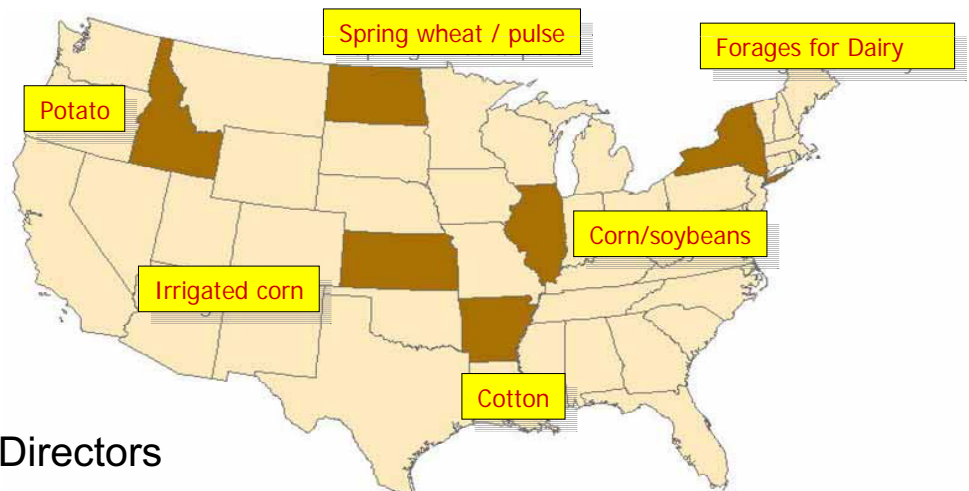 Spring wheat / pulse
Forages for Dairy
Potato
Corn/soybeans
Irrigated corn
Cotton
Directors